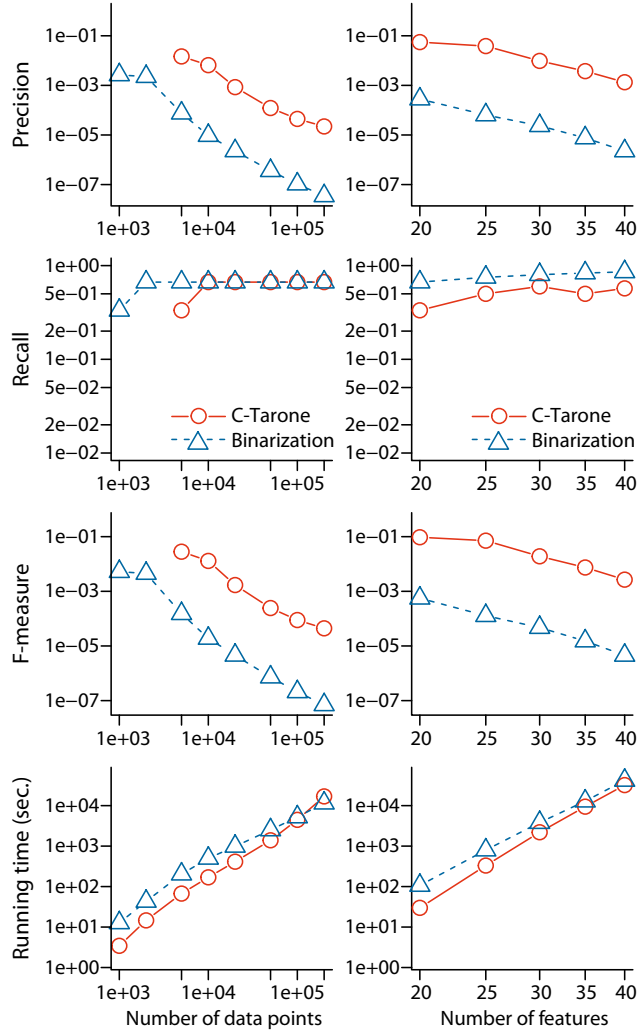 Precision
1e−01
1e−03
1e−05
1e−07
1e+03 1e+04 1e+05
1e−01
1e−03
1e−05
1e−07
20 25 30 35 40
Recall
1e+00
5e−01
2e−01
1e−01
5e−02
2e−02
1e−02
C-Tarone
Binarization
1e+03 1e+04 1e+05
1e+00
5e−01
2e−01
1e−01
5e−02
2e−02
1e−02
C-Tarone
Binarization
20 25 30 35 40
F-measure
1e−01
1e−03
1e−05
1e−07
1e+03 1e+04 1e+05
1e−01
1e−03
1e−05
1e−07
20 25 30 35 40
Running time (sec.)
1e+04
1e+03
1e+02
1e+01
1e+00
1e+03 1e+04 1e+05
Number of data points
1e+04
1e+03
1e+02
1e+01
1e+00
20 25 30 35 40
Number of features